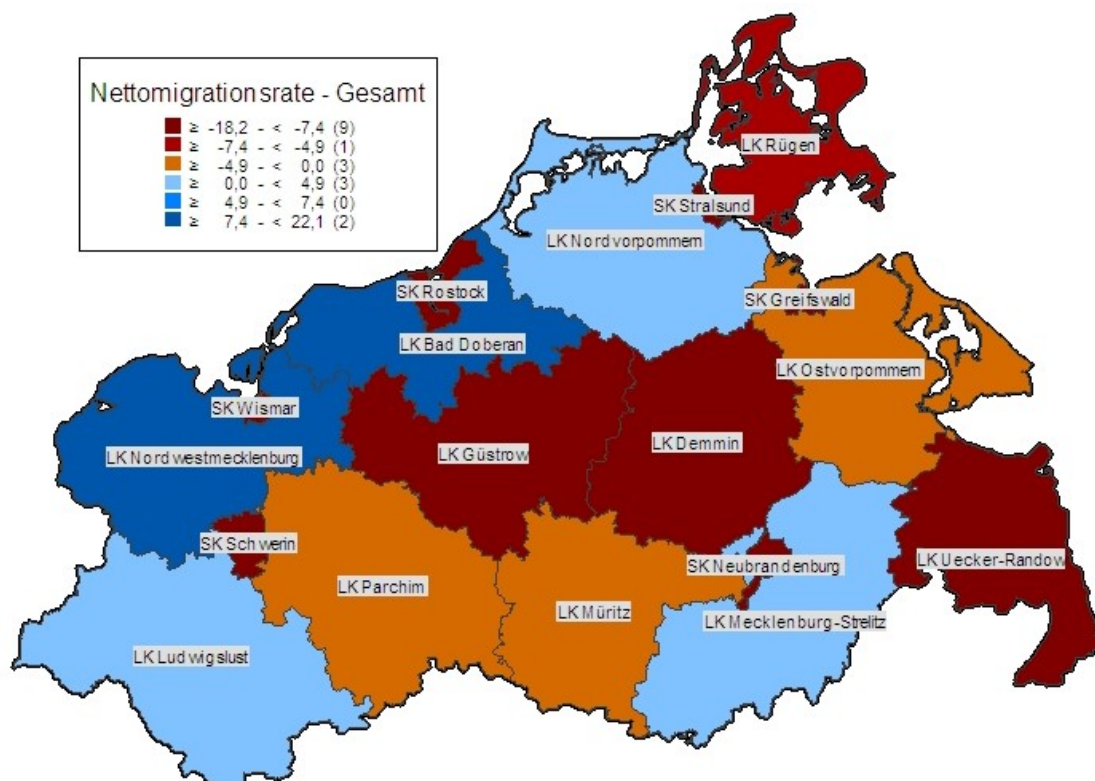 Nettomigrationsrate - Gesamt
≥ -18,2 - < -7,4 (9)
≥ -7,4 - < -4,9 (1)
≥ -4,9 - < 0,0 (3)
≥ 0,0 - < 4,9 (3)
≥ 4,9 - < 7,4 (0)
≥ 7,4 - < 22,1 (2)
LK Rügen
SK Stralsund
LK Nordvorpommern
SK Rostock
SK Greifswald
LK Bad Doberan
LK Ostvorpommern
SK Wismar
LK Nordwestmecklenburg
LK Güstrow
LK Demmin
SK Schwerin
SK Neubrandenburg
LK Uecker-Randow
LK Parchim
LK Müritz
LK Mecklenburg-Strelitz
LK Ludwigslust